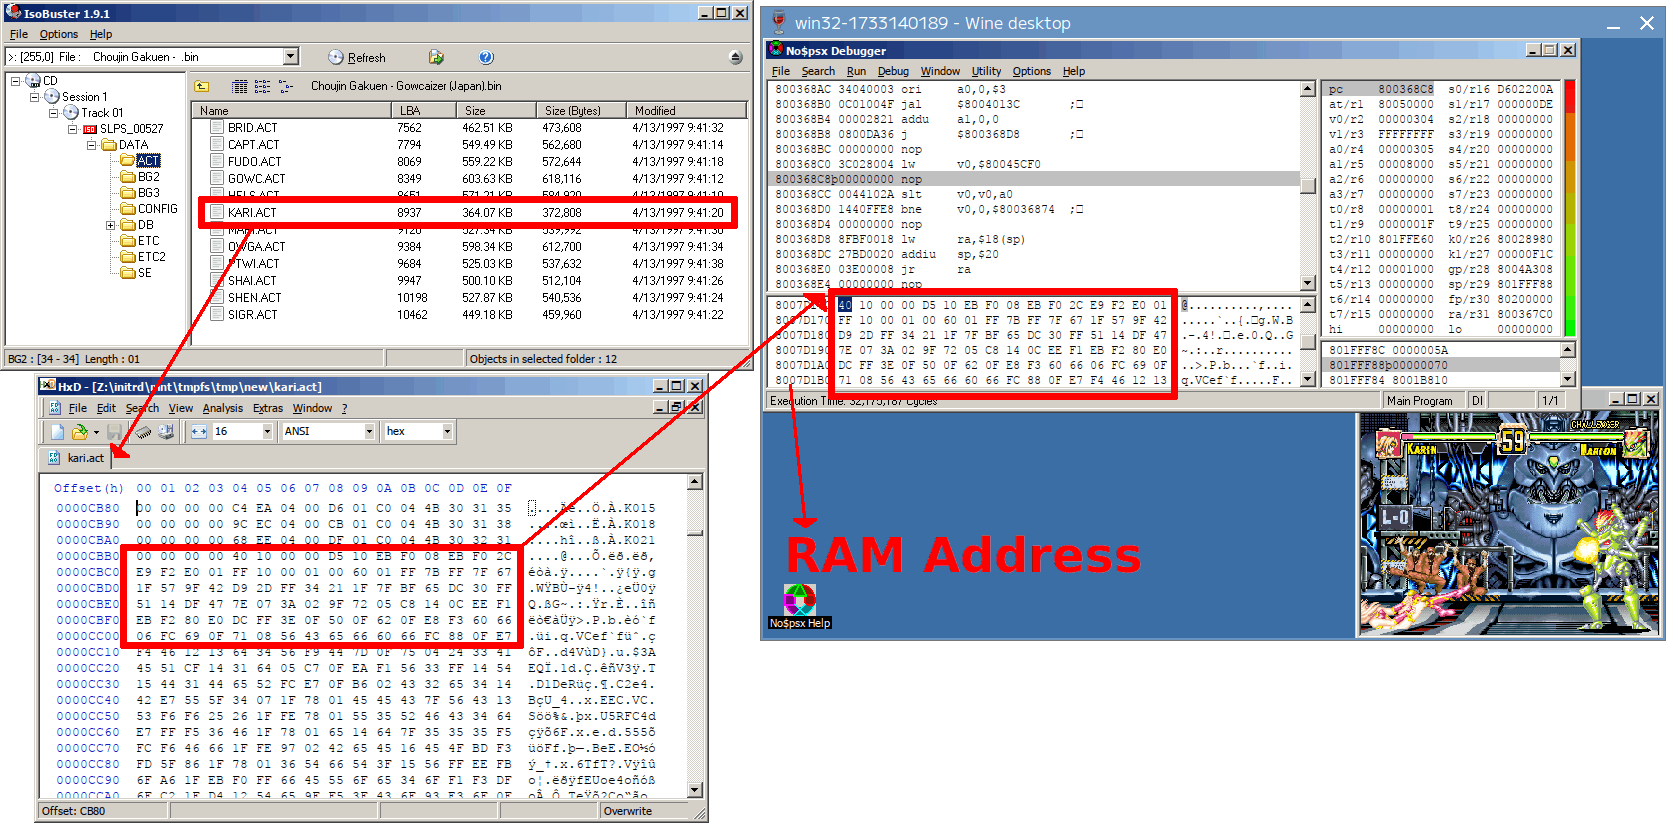 IsoBuster 1.9.1
File Options Help
>: [255,0] File : Choujin Gakuen - .bin
Refresh
CD
Session 1
Track 01
SLPS_00527
DATA
ACT
BG2
BG3
CONFIG
DB
ETC
ETC2
SE
Choujin Gakuen - Gowcaizer (Japan).bin
Name LBA Size Size (Bytes) Modified
BRID.ACT 7562 462.51 KB 473,608 4/13/1997 9:41:32
CAPT.ACT 7794 549.49 KB 562,680 4/13/1997 9:41:14
FUDO.ACT 8069 559.22 KB 572,644 4/13/1997 9:41:18
GOWC.ACT 8349 603.63 KB 618,116 4/13/1997 9:41:12
KARI.ACT 8937 364.07 KB 372,808 4/13/1997 9:41:20
OWGA.ACT 9384 598.34 KB 612,700 4/13/1997 9:41:34
PTWI.ACT 9684 525.03 KB 537,632 4/13/1997 9:41:38
SHAI.ACT 9947 500.10 KB 512,104 4/13/1997 9:41:26
SHEN.ACT 10198 527.87 KB 540,536 4/13/1997 9:41:24
SIGR.ACT 10462 449.18 KB 459,960 4/13/1997 9:41:22
BG2 : [34 - 34] Length : 01
Objects in selected folder : 12
HxD - [Z:\initrd\mnt\tmpfs\tmp\new\kari.act]
File Edit Search View Analysis Extras Window ?
16 ANSI hex
kari.act
Offset(h) 00 01 02 03 04 05 06 07 08 09 0A 0B 0C 0D 0E 0F
0000CB80 00 00 00 00 C4 EA 04 00 D6 01 C0 04 4B 30 31 35
0000CB90 00 00 00 00 9C EC 04 00 CB 01 C0 04 4B 30 31 38
0000CBA0 00 00 00 00 68 EE 04 00 DF 01 C0 04 4B 30 32 31
0000CBB0 00 00 00 00 40 10 00 00 D5 10 EB F0 08 EB F0 2C
0000CBC0 E9 F2 E0 01 FF 10 00 01 00 60 01 FF 7B FF 7F 67
0000CBD0 1F 57 9F 42 D9 2D FF 34 21 1F 7F BF 65 DC 30 FF
0000CBE0 51 14 DF 47 7E 07 3A 02 9F 72 05 C8 14 0C EE F1
0000CBF0 EB F2 80 E0 DC FF 3E 0F 50 0F 62 0F E8 F3 60 66
0000CC00 06 FC 69 0F 71 08 56 43 65 66 60 66 FC 88 0F E7
0000CC10 F4 46 12 13 64 34 56 F9 44 7D 0F 75 04 24 33 41
0000CC20 45 51 CF 14 31 64 05 C7 0F EA F1 56 33 FF 14 54
0000CC30 15 44 31 44 65 52 FC E7 0F B6 02 43 32 65 34 14
0000CC40 42 E7 55 5F 34 07 1F 78 01 45 45 43 7F 56 43 13
0000CC50 53 F6 F6 25 26 1F FE 78 01 55 35 52 46 43 34 64
0000CC60 E7 FF F5 36 46 1F 78 01 65 14 64 7F 35 35 35 F5
0000CC70 FC F6 46 66 1F FE 97 02 42 65 45 16 45 4F BD F3
0000CC80 FD 5F 86 1F 78 01 36 54 66 54 3F 15 56 FF EE FB
0000CC90 6F A6 1F EB F0 FF 66 45 55 6F 65 34 6F F1 F3 DF
Offset: CB80
Overwrite
win32-1733140189 - Wine desktop
No$psx Debugger
File Search Run Debug Window Utility Options Help
800368AC 34040003 ori a0,0,$3
800368B0 0C01004F jal $8004013C ;
800368B4 00002821 addu a1,0,0
800368B8 0800DA36 j $800368D8 ;
800368BC 00000000 nop
800368C0 3C028004 lw v0,$80045CF0
800368C8b00000000 nop
800368CC 0044102A slt v0,v0,a0
800368D0 1440FFE8 bne v0,0,$80036874 ;
800368D4 00000000 nop
800368D8 8FBF0018 lw ra,$18(sp)
800368DC 27BD0020 addiu sp,$20
800368E0 03E00008 jr ra
800368E4 00000000 nop
pc 800368C8 s0/r16 D602200A
at/r1 80050000 s1/r17 000000DE
v0/r2 00000304 s2/r18 00000000
v1/r3 FFFFFFFF s3/r19 00000000
a0/r4 00000305 s4/r20 00000000
a1/r5 00008000 s5/r21 00000000
a2/r6 00000000 s6/r22 00000000
a3/r7 00000000 s7/r23 00000000
t0/r8 00000001 t8/r24 00000000
t1/r9 0000001F t9/r25 00000000
t2/r10 801FFE60 k0/r26 80028980
t3/r11 00000000 k1/r27 00000F1C
t4/r12 00001000 gp/r28 8004A308
t5/r13 00000000 sp/r29 801FFF88
t6/r14 00000000 fp/r30 80200000
t7/r15 00000000 ra/r31 800367C0
hi 00000000 lo 00000000
40 10 00 00 D5 10 EB F0 08 EB F0 2C E9 F2 E0 01
8007D170 FF 10 00 01 00 60 01 FF 7B FF 7F 67 1F 57 9F 42
8007D180 D9 2D FF 34 21 1F 7F BF 65 DC 30 FF 51 14 DF 47
8007D190 7E 07 3A 02 9F 72 05 C8 14 0C EE F1 EB F2 80 E0
8007D1A0 DC FF 3E 0F 50 0F 62 0F E8 F3 60 66 06 FC 69 0F
8007D1B0 71 08 56 43 65 66 60 66 FC 88 0F E7 F4 46 12 13
801FFF8C 0000005A
801FFF88b00000070
801FFF84 8001B810
Execution Time: 32,175,187 Cycles
Main Program DI 1/1
RAM Address
No$psx Help
CHALLENGER
KARIN 59 MARION
L-0